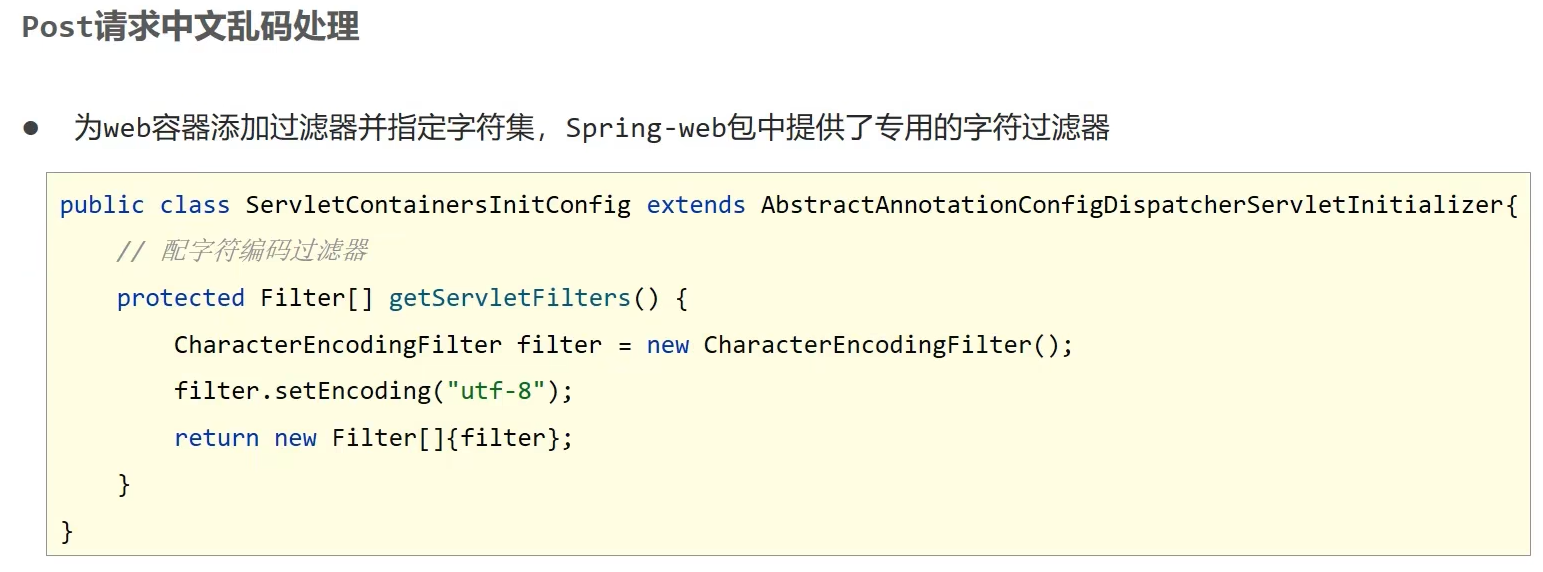 Post请求中文乱码处理
● 为web容器添加过滤器并指定字符集，Spring-web包中提供了专用的字符过滤器
public class ServletContainersInitConfig extends AbstractAnnotationConfigDispatcherServletInitializer{
    // 配字符编码过滤器
    protected Filter[] getServletFilters() {
        CharacterEncodingFilter filter = new CharacterEncodingFilter();
        filter.setEncoding("utf-8");
        return new Filter[]{filter};
    }
}